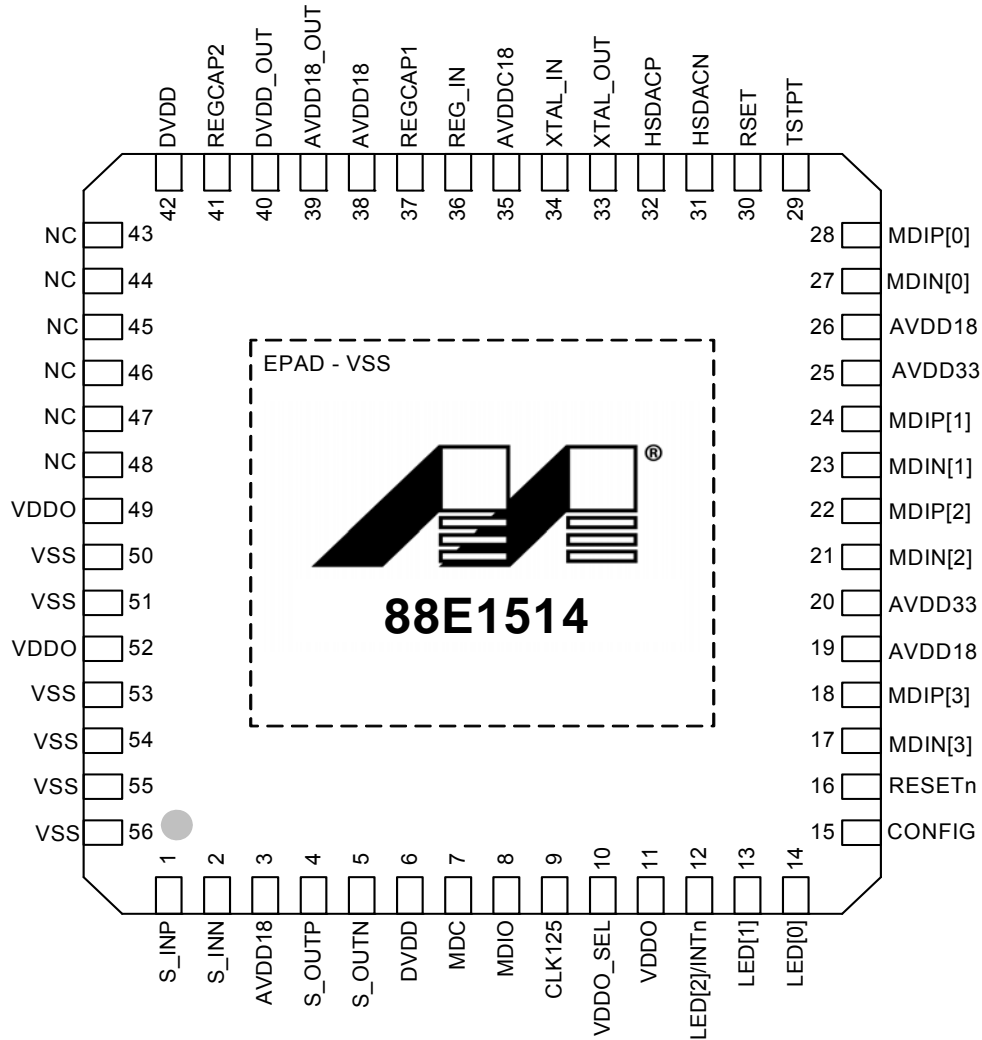 DVDD
REGCAP2
DVDD_OUT
AVDD18_OUT
AVDD18
REGCAP1
REG_IN
AVDDC18
XTAL_IN
XTAL_OUT
HSDACP
HSDACN
RSET
TSTPT
42
41
40
39
38
37
36
35
34
33
32
31
30
29
NC 43
NC 44
NC 45
NC 46
NC 47
NC 48
VDDO 49
VSS 50
VSS 51
VDDO 52
VSS 53
VSS 54
VSS 55
VSS 56
EPAD - VSS
®
88E1514
28 MDIP[0]
27 MDIN[0]
26 AVDD18
25 AVDD33
24 MDIP[1]
23 MDIN[1]
22 MDIP[2]
21 MDIN[2]
20 AVDD33
19 AVDD18
18 MDIP[3]
17 MDIN[3]
16 RESETn
15 CONFIG
1
2
3
4
5
6
7
8
9
10
11
12
13
14
S_INP
S_INN
AVDD18
S_OUTP
S_OUTN
DVDD
MDC
MDIO
CLK125
VDDO_SEL
VDDO
LED[2]/INTn
LED[1]
LED[0]